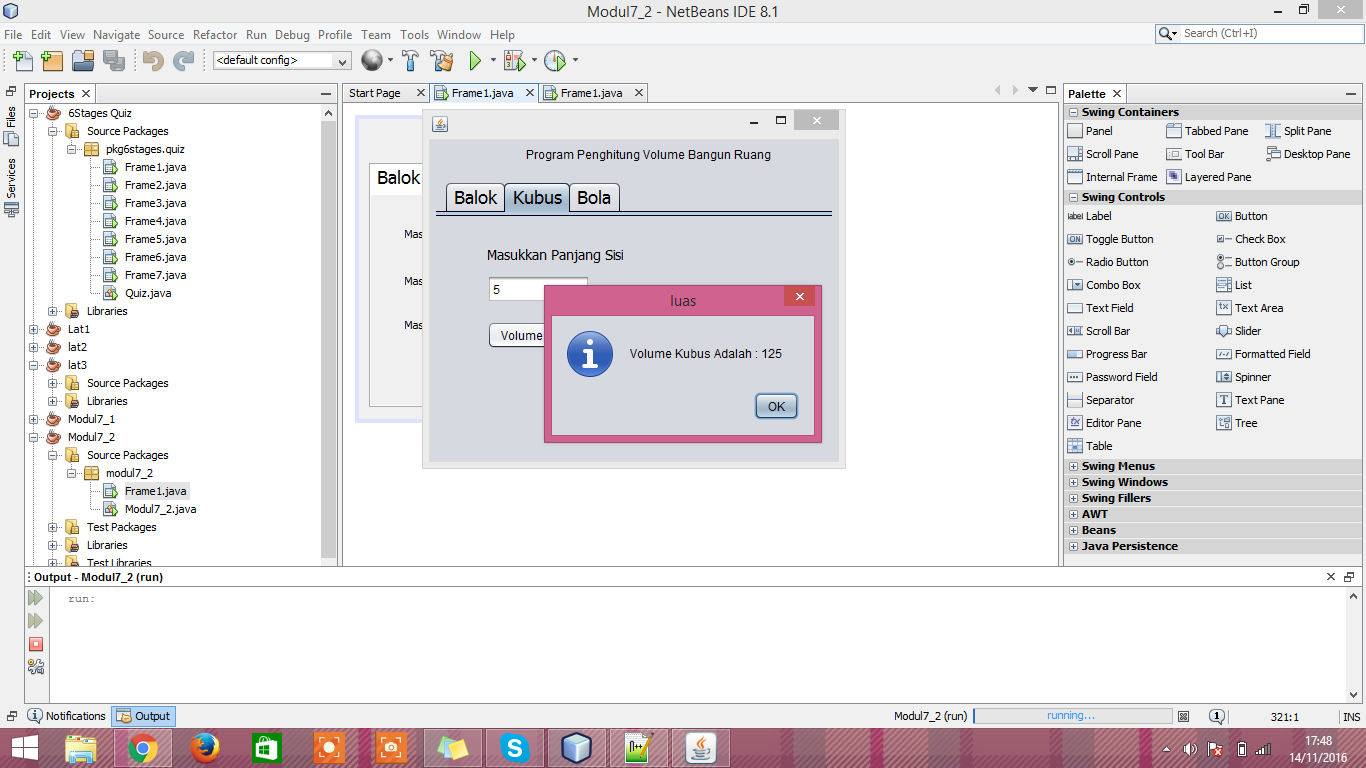 Modul7_2 - NetBeans IDE 8.1
File Edit View Navigate Source Refactor Run Debug Profile Team Tools Window Help
Search (Ctrl+I)
<default config>
Files
Services
Projects
6Stages Quiz
Source Packages
pkg6stages.quiz
Frame1.java
Frame2.java
Frame3.java
Frame4.java
Frame5.java
Frame6.java
Frame7.java
Quiz.java
Libraries
Lat1
lat2
lat3
Source Packages
Libraries
Modul7_1
Modul7_2
Source Packages
modul7_2
Frame1.java
Modul7_2.java
Test Packages
Libraries
Test Libraries
Start Page Frame1.java Frame1.java
Balok
Mas
Mas
Mas
Program Penghitung Volume Bangun Ruang
Balok Kubus Bola
Masukkan Panjang Sisi
5
Volume
luas
Volume Kubus Adalah : 125
OK
Palette
Swing Containers
Panel Tabbed Pane Split Pane
Scroll Pane Tool Bar Desktop Pane
Internal Frame Layered Pane
Swing Controls
label Label OK Button
ON Toggle Button Check Box
Radio Button Button Group
Combo Box List
Text Field Text Area
Scroll Bar Slider
Progress Bar Formatted Field
Password Field Spinner
Separator Text Pane
Editor Pane Tree
Table
Swing Menus
Swing Windows
Swing Fillers
AWT
Beans
Java Persistence
Output - Modul7_2 (run)
run:
Notifications Output
Modul7_2 (run) running... 1 321:1 INS
17:48
14/11/2016